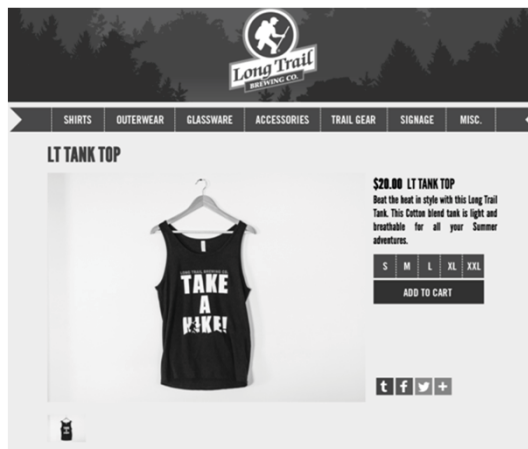 Long Trail
BREWING CO.
SHIRTS OUTERWEAR GLASSWARE ACCESSORIES TRAIL GEAR SIGNAGE MISC.
LT TANK TOP
$20.00 LT TANK TOP
Beat the heat in style with this Long Trail
Tank. This Cotton blend tank is light and
breathable for all your Summer
adventures.
S M L XL XXL
ADD TO CART
LONG TRAIL BREWING CO.
TAKE
A
HIKE!
t f +